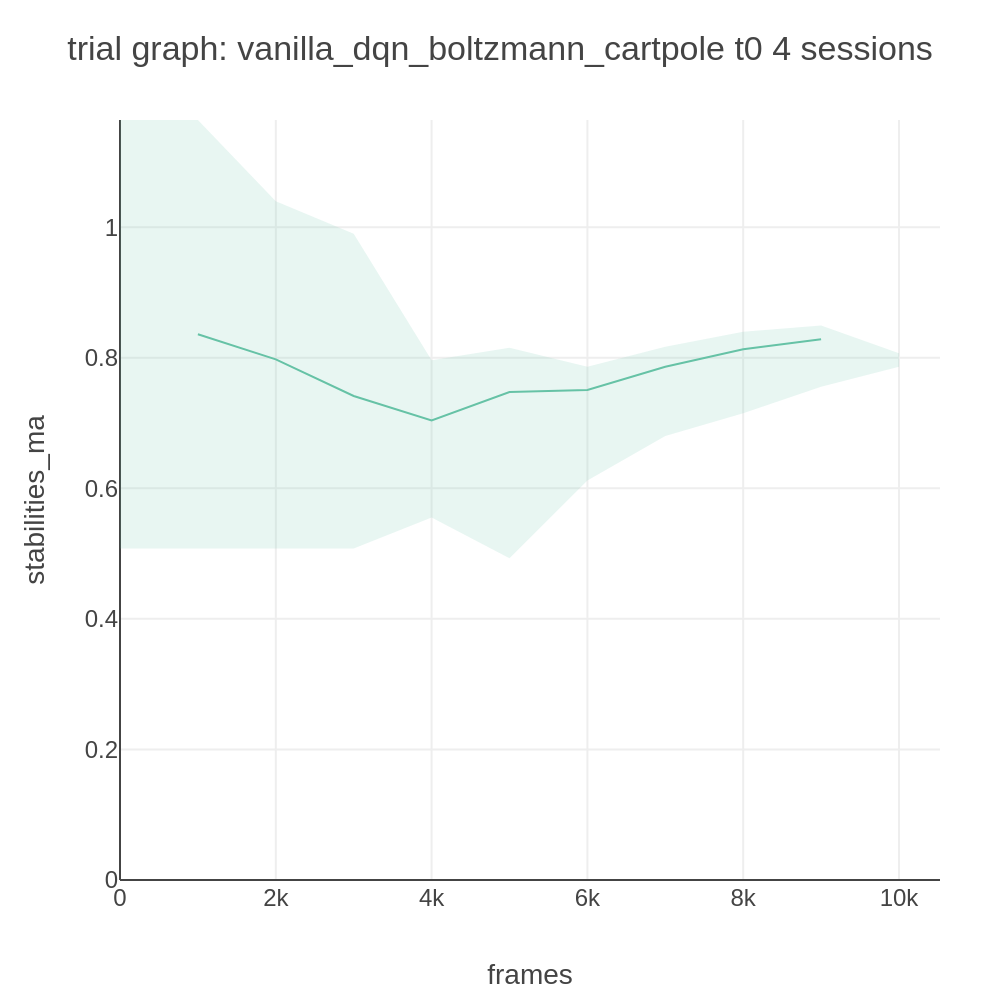 trial graph: vanilla_dqn_boltzmann_cartpole t0 4 sessions
stabilities_ma
1
0.8
0.6
0.4
0.2
0
0 2k 4k 6k 8k 10k
frames